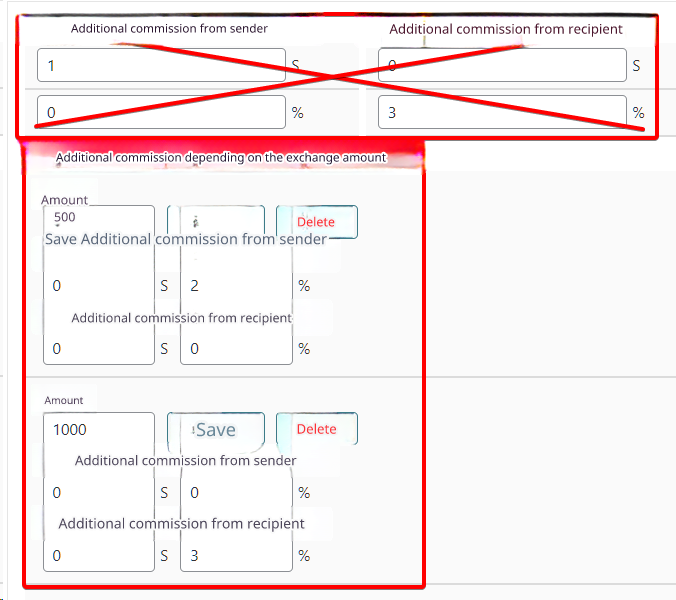 Additional commission from sender
Additional commission from recipient
1 S
0 S
0 %
3 %
Additional commission depending on the exchange amount
Amount
500
Delete
Save Additional commission from sender
0 S 2 %
Additional commission from recipient
0 S 0 %
Amount
1000 Save Delete
Additional commission from sender
0 S 0 %
Additional commission from recipient
0 S 3 %